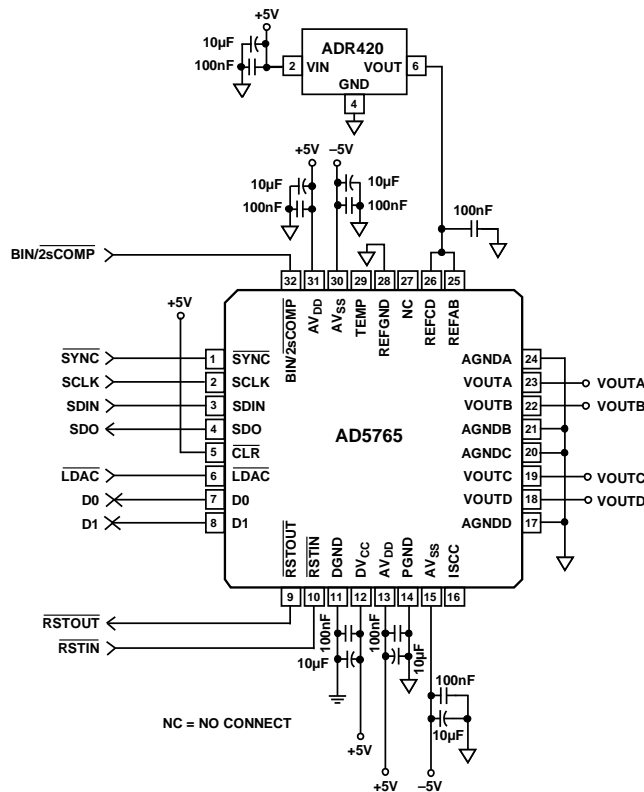 +5V
10µF
ADR420
100nF
2
VIN
VOUT
6
GND
4
+5V
–5V
10µF
10µF
100nF
100nF
100nF
BIN/2sCOMP
32
31
30
29
28
27
26
25
+5V
BIN/2sCOMP
AVDD
AVSS
TEMP
REFGND
NC
REFCD
REFAB
SYNC
1
SYNC
AGNDA
24
SCLK
2
SCLK
VOUTA
23
VOUTA
SDIN
3
SDIN
VOUTB
22
VOUTB
SDO
4
SDO
AD5765
AGNDB
21
5
CLR
AGNDC
20
LDAC
6
LDAC
VOUTC
19
VOUTC
D0
7
D0
VOUTD
18
VOUTD
D1
8
D1
AGNDD
17
RSTOUT
RSTIN
DGND
DVCC
AVDD
PGND
AVSS
ISCC
9
10
11
12
13
14
15
16
RSTOUT
RSTIN
100nF
10µF
100nF
10µF
100nF
10µF
NC = NO CONNECT
+5V
+5V
–5V